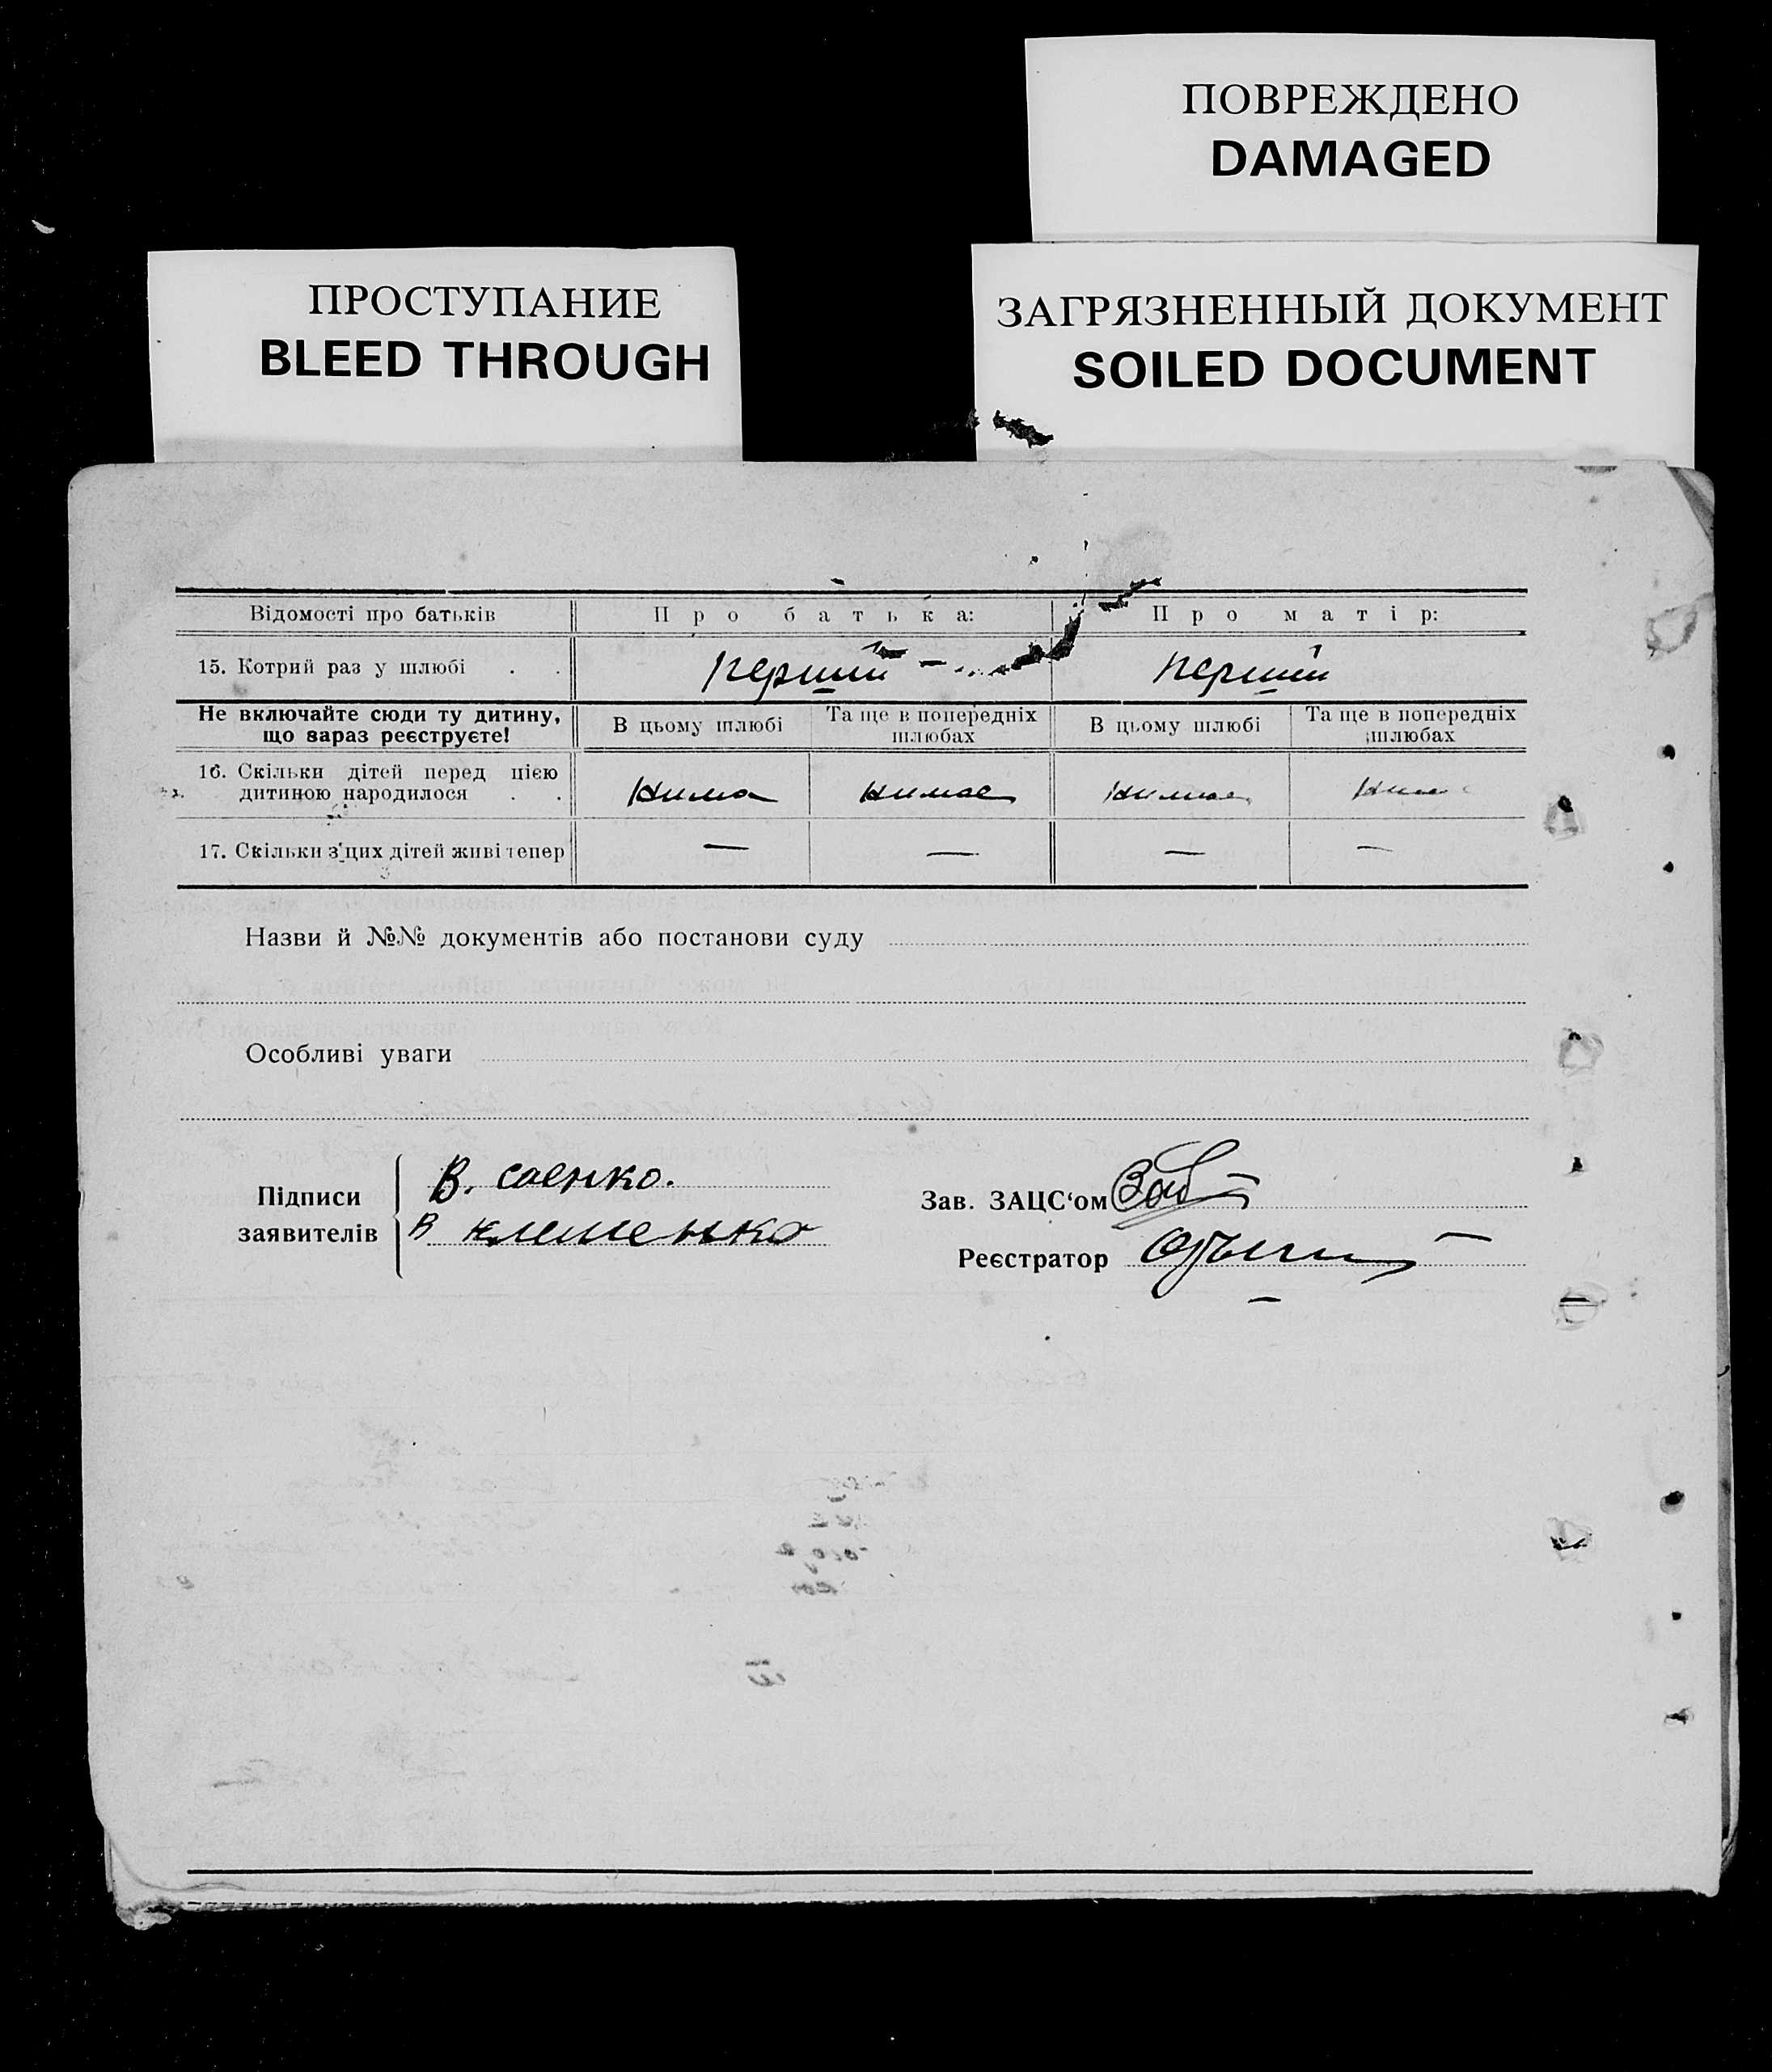 ПОВРЕЖДЕНО
DAMAGED
ПРОСТУПАНИЕ
BLEED THROUGH
ЗАГРЯЗНЕННЫЙ ДОКУМЕНТ
SOILED DOCUMENT
Відомості про батьків Про батька: Про матір:
15. Котрий раз у шлюбі . . перший — перший
Не включайте сюди ту дитину, що вараз реєструєте! В цьому шлюбі Та ще в попередніх шлюбах В цьому шлюбі Та ще в попередніх шлюбах
16. Скільки дітей перед цією
дитиною народилося . . нима нимае нимае
17. Скільки з'цих дітей живі тепер — — — —
Назви й №№ документів або постанови суду
Особливі уваги
Підписи
заявителів
В. саенко.
В клеменко
Зав. ЗАЦС'ом
Реєстратор